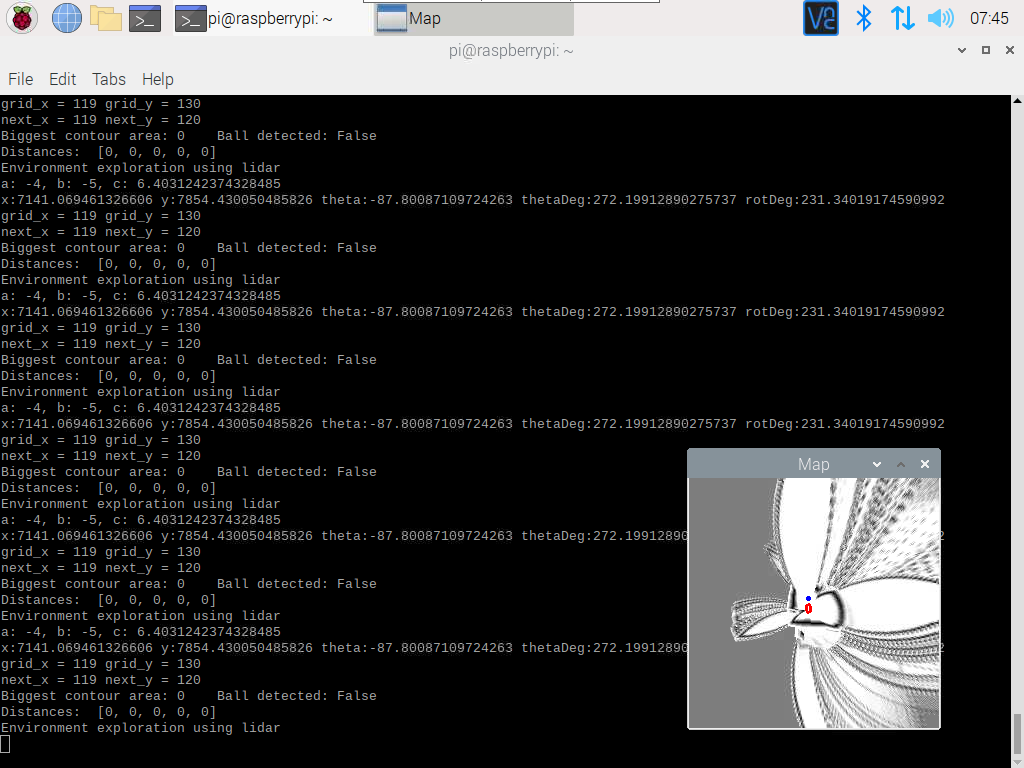 pi@raspberrypi: ~
Map
07:45
pi@raspberrypi: ~
File Edit Tabs Help
grid_x = 119 grid_y = 130
next_x = 119 next_y = 120
Biggest contour area: 0    Ball detected: False
Distances:  [0, 0, 0, 0, 0]
Environment exploration using lidar
a: -4, b: -5, c: 6.4031242374328485
x:7141.069461326606 y:7854.430050485826 theta:-87.80087109724263 thetaDeg:272.19912890275737 rotDeg:231.34019174590992
grid_x = 119 grid_y = 130
next_x = 119 next_y = 120
Biggest contour area: 0    Ball detected: False
Distances:  [0, 0, 0, 0, 0]
Environment exploration using lidar
a: -4, b: -5, c: 6.4031242374328485
x:7141.069461326606 y:7854.430050485826 theta:-87.80087109724263 thetaDeg:272.19912890275737 rotDeg:231.34019174590992
grid_x = 119 grid_y = 130
next_x = 119 next_y = 120
Biggest contour area: 0    Ball detected: False
Distances:  [0, 0, 0, 0, 0]
Environment exploration using lidar
a: -4, b: -5, c: 6.4031242374328485
x:7141.069461326606 y:7854.430050485826 theta:-87.80087109724263 thetaDeg:272.19912890275737 rotDeg:231.34019174590992
grid_x = 119 grid_y = 130
next_x = 119 next_y = 120
Biggest contour area: 0    Ball detected: False
Distances:  [0, 0, 0, 0, 0]
Environment exploration using lidar
a: -4, b: -5, c: 6.4031242374328485
x:7141.069461326606 y:7854.430050485826 theta:-87.80087109724263 thetaDeg:272.19912890
grid_x = 119 grid_y = 130
next_x = 119 next_y = 120
Biggest contour area: 0    Ball detected: False
Distances:  [0, 0, 0, 0, 0]
Environment exploration using lidar
a: -4, b: -5, c: 6.4031242374328485
x:7141.069461326606 y:7854.430050485826 theta:-87.80087109724263 thetaDeg:272.19912890
grid_x = 119 grid_y = 130
next_x = 119 next_y = 120
Biggest contour area: 0    Ball detected: False
Distances:  [0, 0, 0, 0, 0]
Environment exploration using lidar
Map